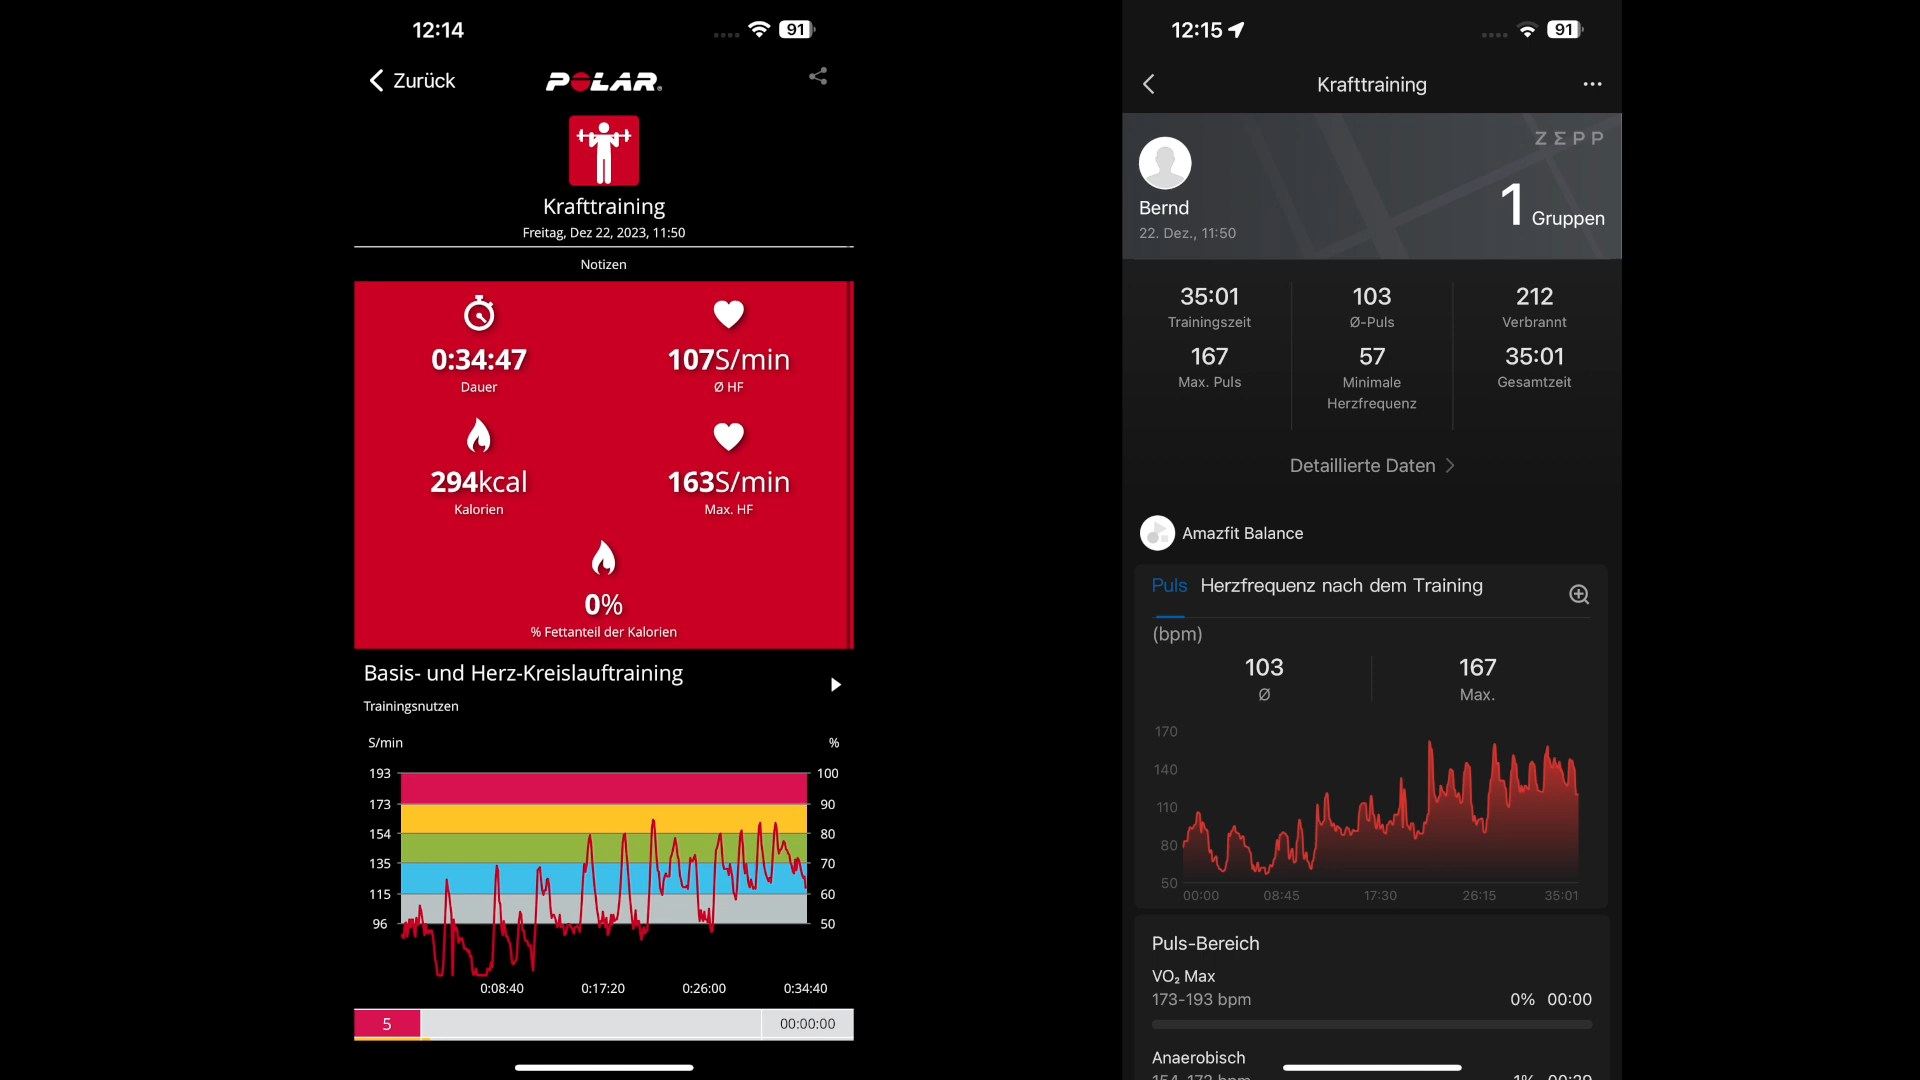 12:14
91
Zurück
POLAR
Krafttraining
Freitag, Dez 22, 2023, 11:50
Notizen
0:34:47
Dauer
107S/min
Ø HF
294kcal
Kalorien
163S/min
Max. HF
0%
% Fettanteil der Kalorien
Basis- und Herz-Kreislauftraining
Trainingsnutzen
S/min %
193 100
173 90
154 80
135 70
115 60
96 50
0:08:40 0:17:20 0:26:00 0:34:40
5 00:00:00
12:15
91
Krafttraining
ZEPP
Bernd
22. Dez., 11:50
1 Gruppen
35:01 103 212
Trainingszeit Ø-Puls Verbrannt
167 57 35:01
Max. Puls Minimale Gesamtzeit
Herzfrequenz
Detaillierte Daten
Amazfit Balance
Puls Herzfrequenz nach dem Training
(bpm)
103 167
Ø Max.
170
140
110
80
50
00:00 08:45 17:30 26:15 35:01
Puls-Bereich
VO₂ Max
173-193 bpm 0% 00:00
Anaerobisch
154-172 bpm 1% 00:29